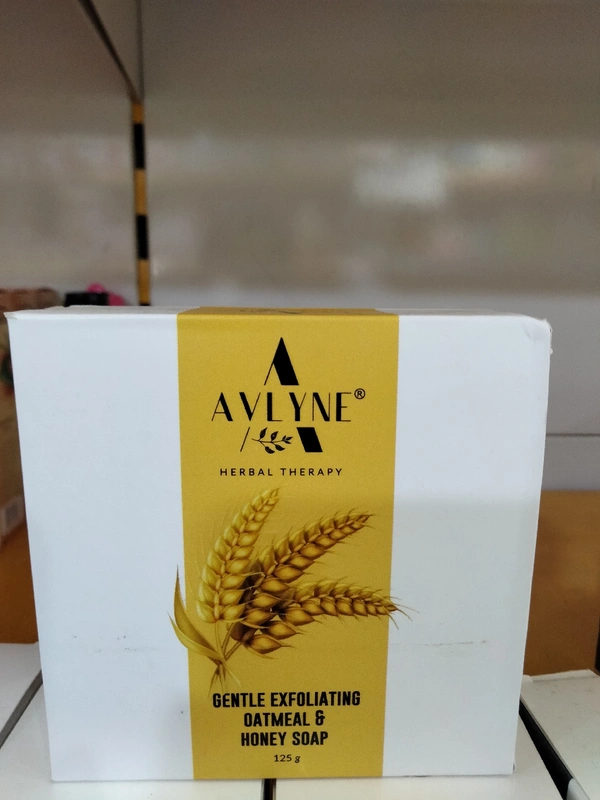 AVLYNE®
HERBAL THERAPY
GENTLE EXFOLIATING
OATMEAL &
HONEY SOAP
125 g